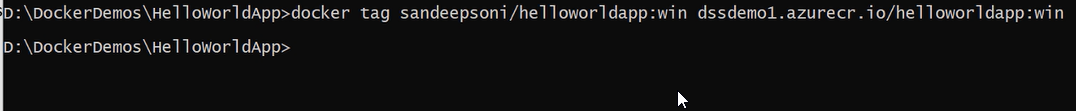 D:\DockerDemos\HelloWorldApp>docker tag sandeepsoni/helloworldapp:win dssdemo1.azurecr.io/helloworldapp:win
D:\DockerDemos\HelloWorldApp>